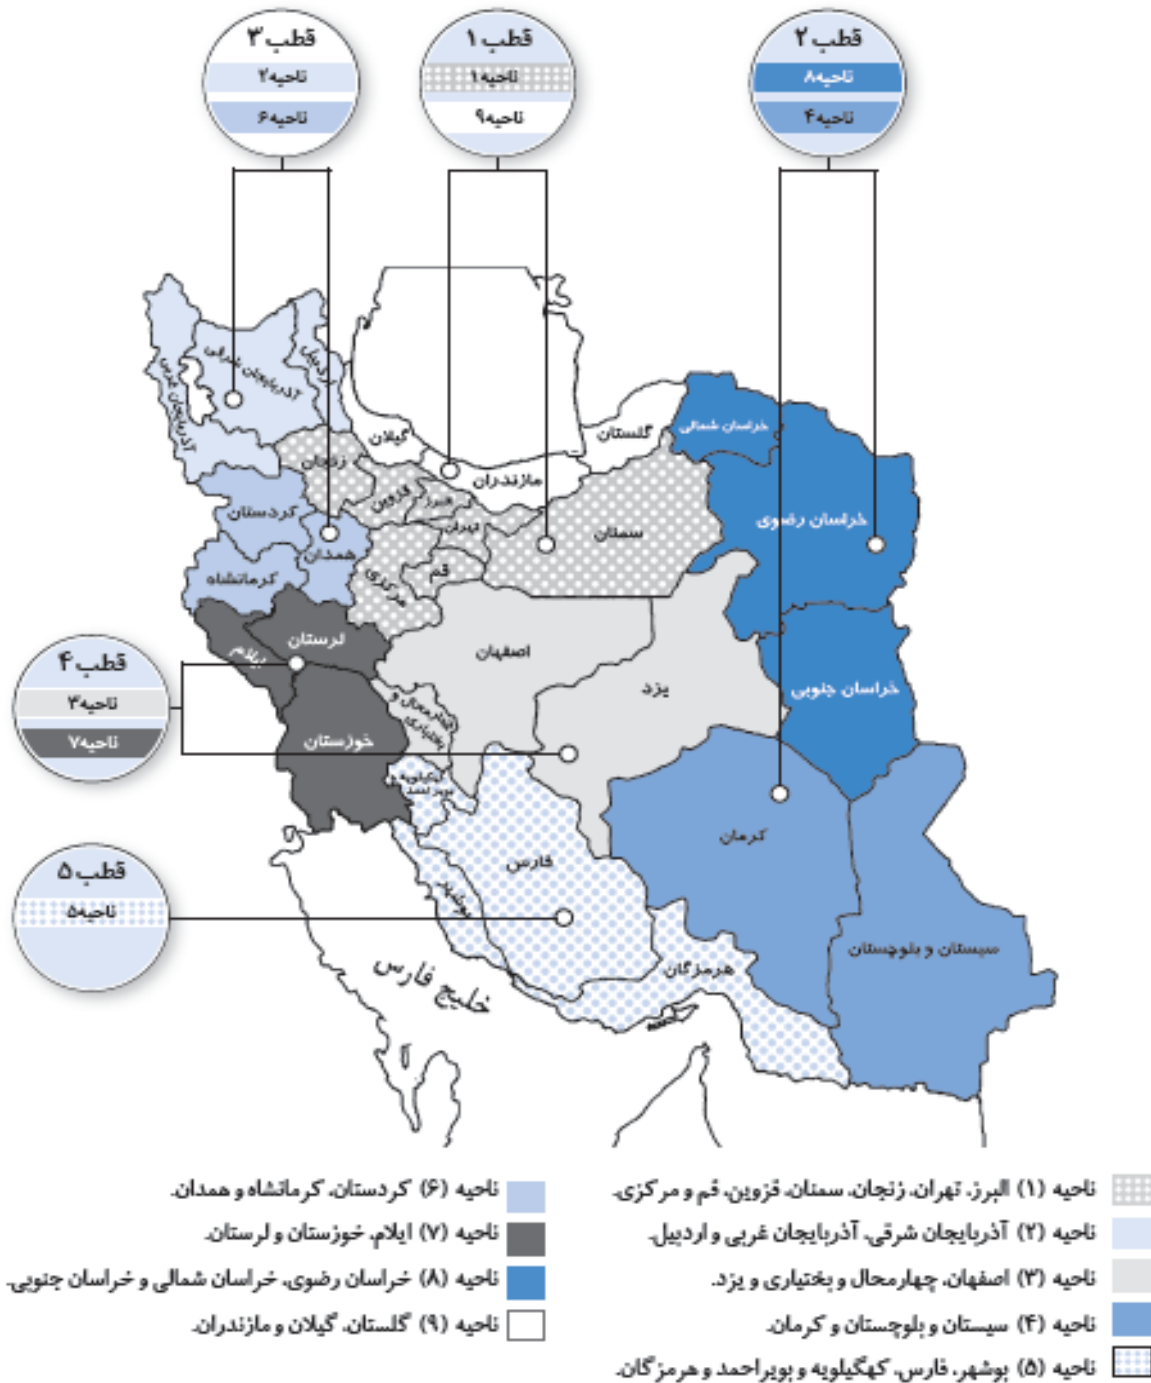 قطب ۳
ناحیه۲
ناحیه۶
قطب ۱
ناحیه۱
ناحیه۹
قطب ۲
ناحیه۸
ناحیه۴
آذربایجان غربی
آذربایجان شرقی
اردبیل
گیلان
مازندران
گلستان
خراسان شمالی
خراسان رضوی
خراسان جنوبی
زنجان
قزوین
البرز
تهران
سمنان
کردستان
همدان
کرمانشاه
مرکزی
قم
قطب ۴
ناحیه۳
ناحیه۷
ایلام
لرستان
خوزستان
اصفهان
یزد
چهارمحال و
بختیاری
کهگیلویه و
بویراحمد
قطب ۵
ناحیه۵
فارس
بوشهر
کرمان
هرمزگان
سیستان و بلوچستان
خلیج فارس
ناحیه (۱) البرز، تهران، زنجان، سمنان، قزوین، قم و مرکزی.
ناحیه (۲) آذربایجان شرقی، آذربایجان غربی و اردبیل.
ناحیه (۳) اصفهان، چهارمحال و بختیاری و یزد.
ناحیه (۴) سیستان و بلوچستان و کرمان.
ناحیه (۵) بوشهر، فارس، کهگیلویه و بویراحمد و هرمزگان.
ناحیه (۶) کردستان، کرمانشاه و همدان.
ناحیه (۷) ایلام، خوزستان و لرستان.
ناحیه (۸) خراسان رضوی، خراسان شمالی و خراسان جنوبی.
ناحیه (۹) گلستان، گیلان و مازندران.